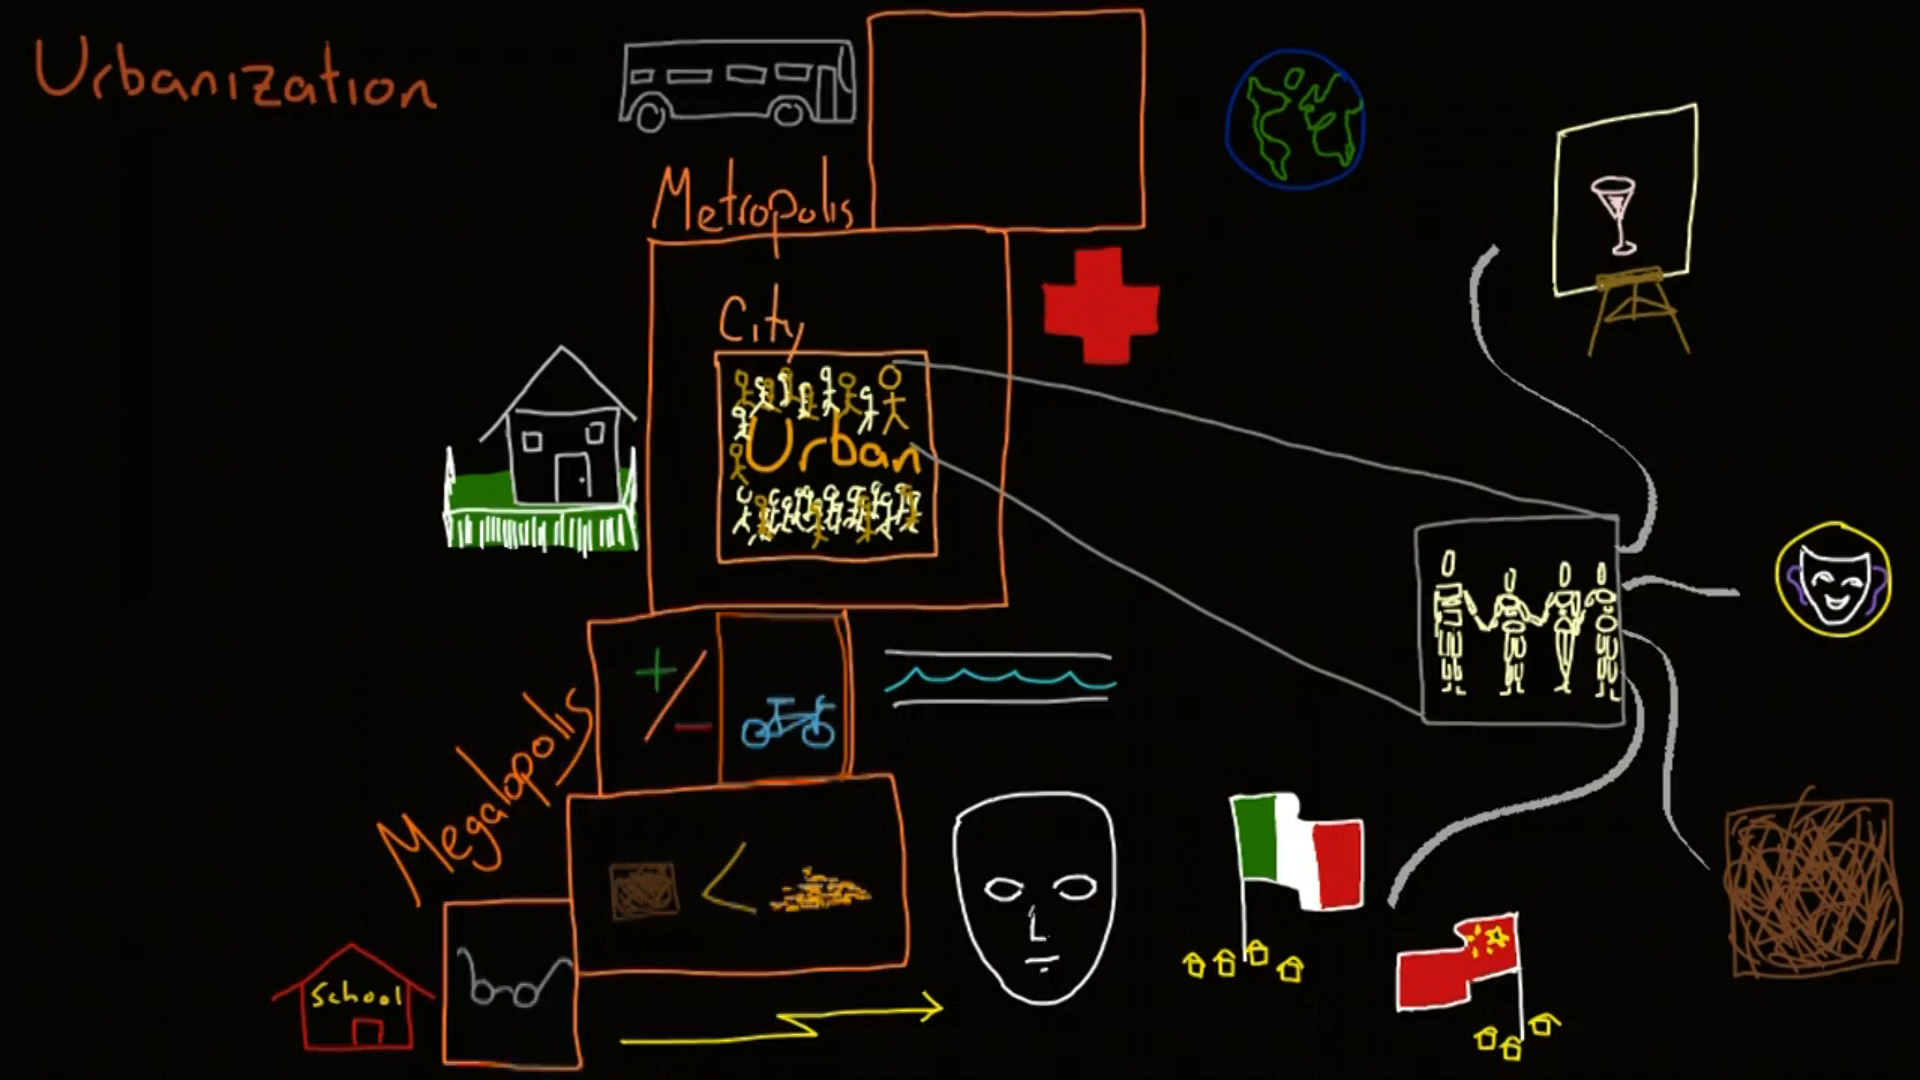 Urbanization
Metropolis
City
Urban
Megalopolis
School